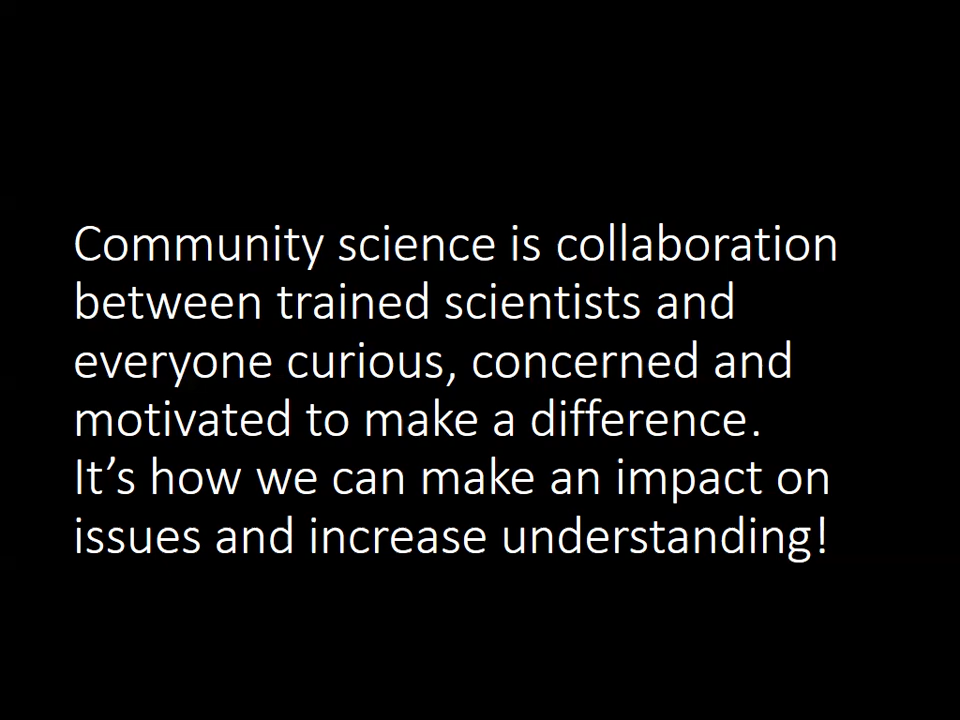 Community science is collaboration
between trained scientists and
everyone curious, concerned and
motivated to make a difference.
It’s how we can make an impact on
issues and increase understanding!